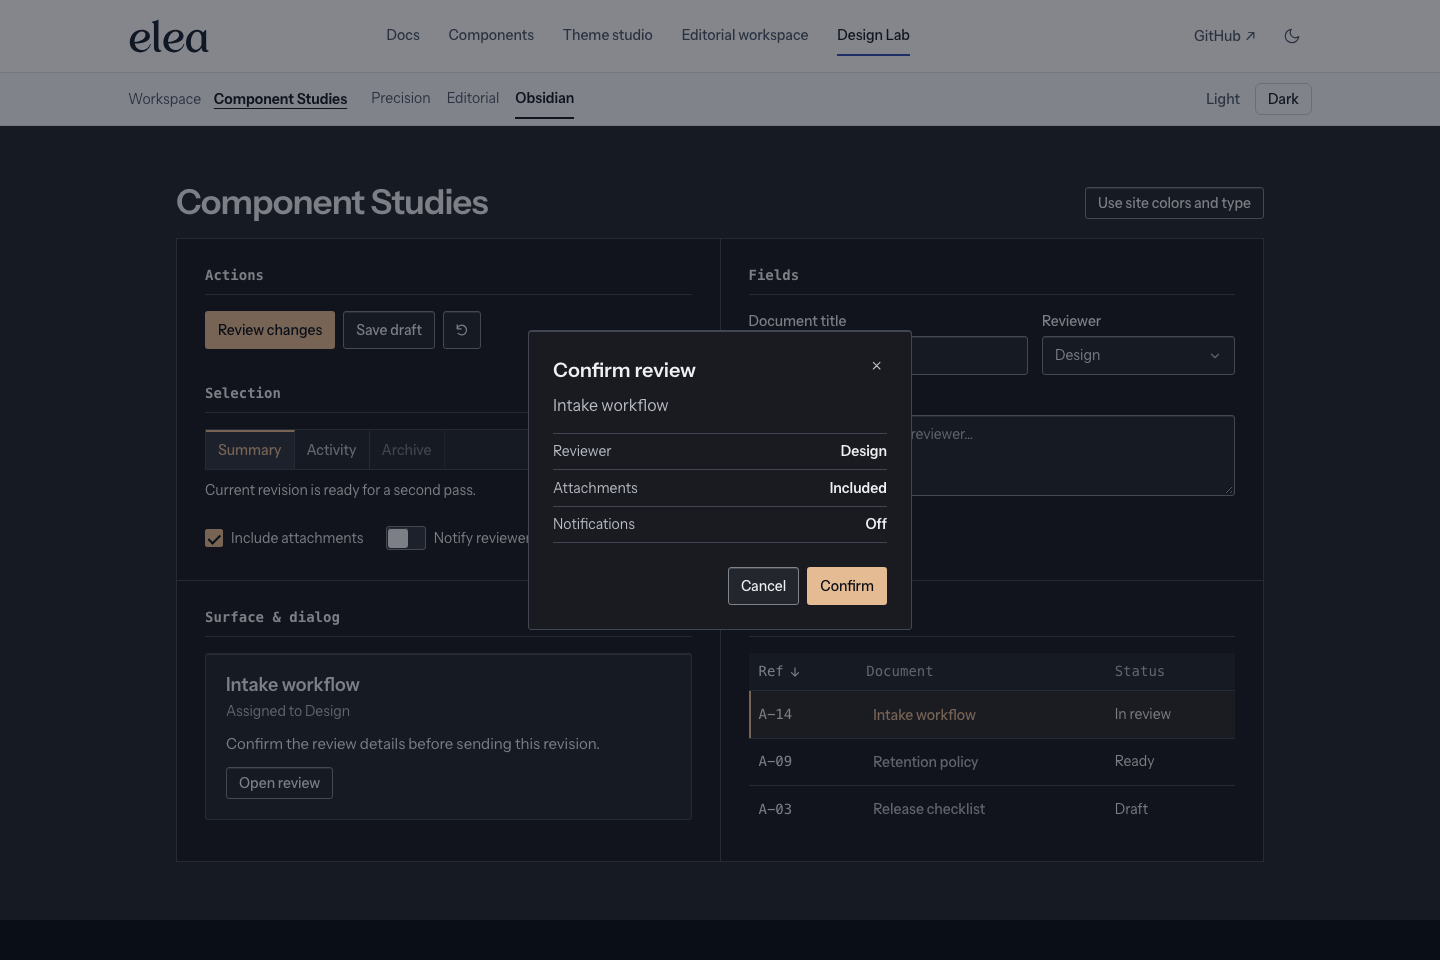 elea
Docs Components Theme studio Editorial workspace Design Lab
GitHub ↗
Workspace Component Studies Precision Editorial Obsidian
Light Dark
Component Studies
Use site colors and type
Actions
Review changes Save draft
Selection
Summary Activity Archive
Current revision is ready for a second pass.
Include attachments Notify reviewer
Fields
Document title
Reviewer
Design
reviewer...
Confirm review
×
Intake workflow
Reviewer Design
Attachments Included
Notifications Off
Cancel Confirm
Surface & dialog
Intake workflow
Assigned to Design
Confirm the review details before sending this revision.
Open review
Ref ↓ Document Status
A–14 Intake workflow In review
A–09 Retention policy Ready
A–03 Release checklist Draft